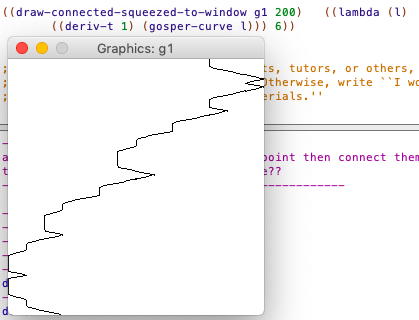 ((draw-connected-squeezed-to-window g1 200)   ((lambda (l)
((deriv-t 1) (gosper-curve l))) 6))
Graphics: g1
;
ts, tutors, or others,
;
Otherwise, write ``I wo
;
erials.''
a
point then connect them
t
e??
d
d